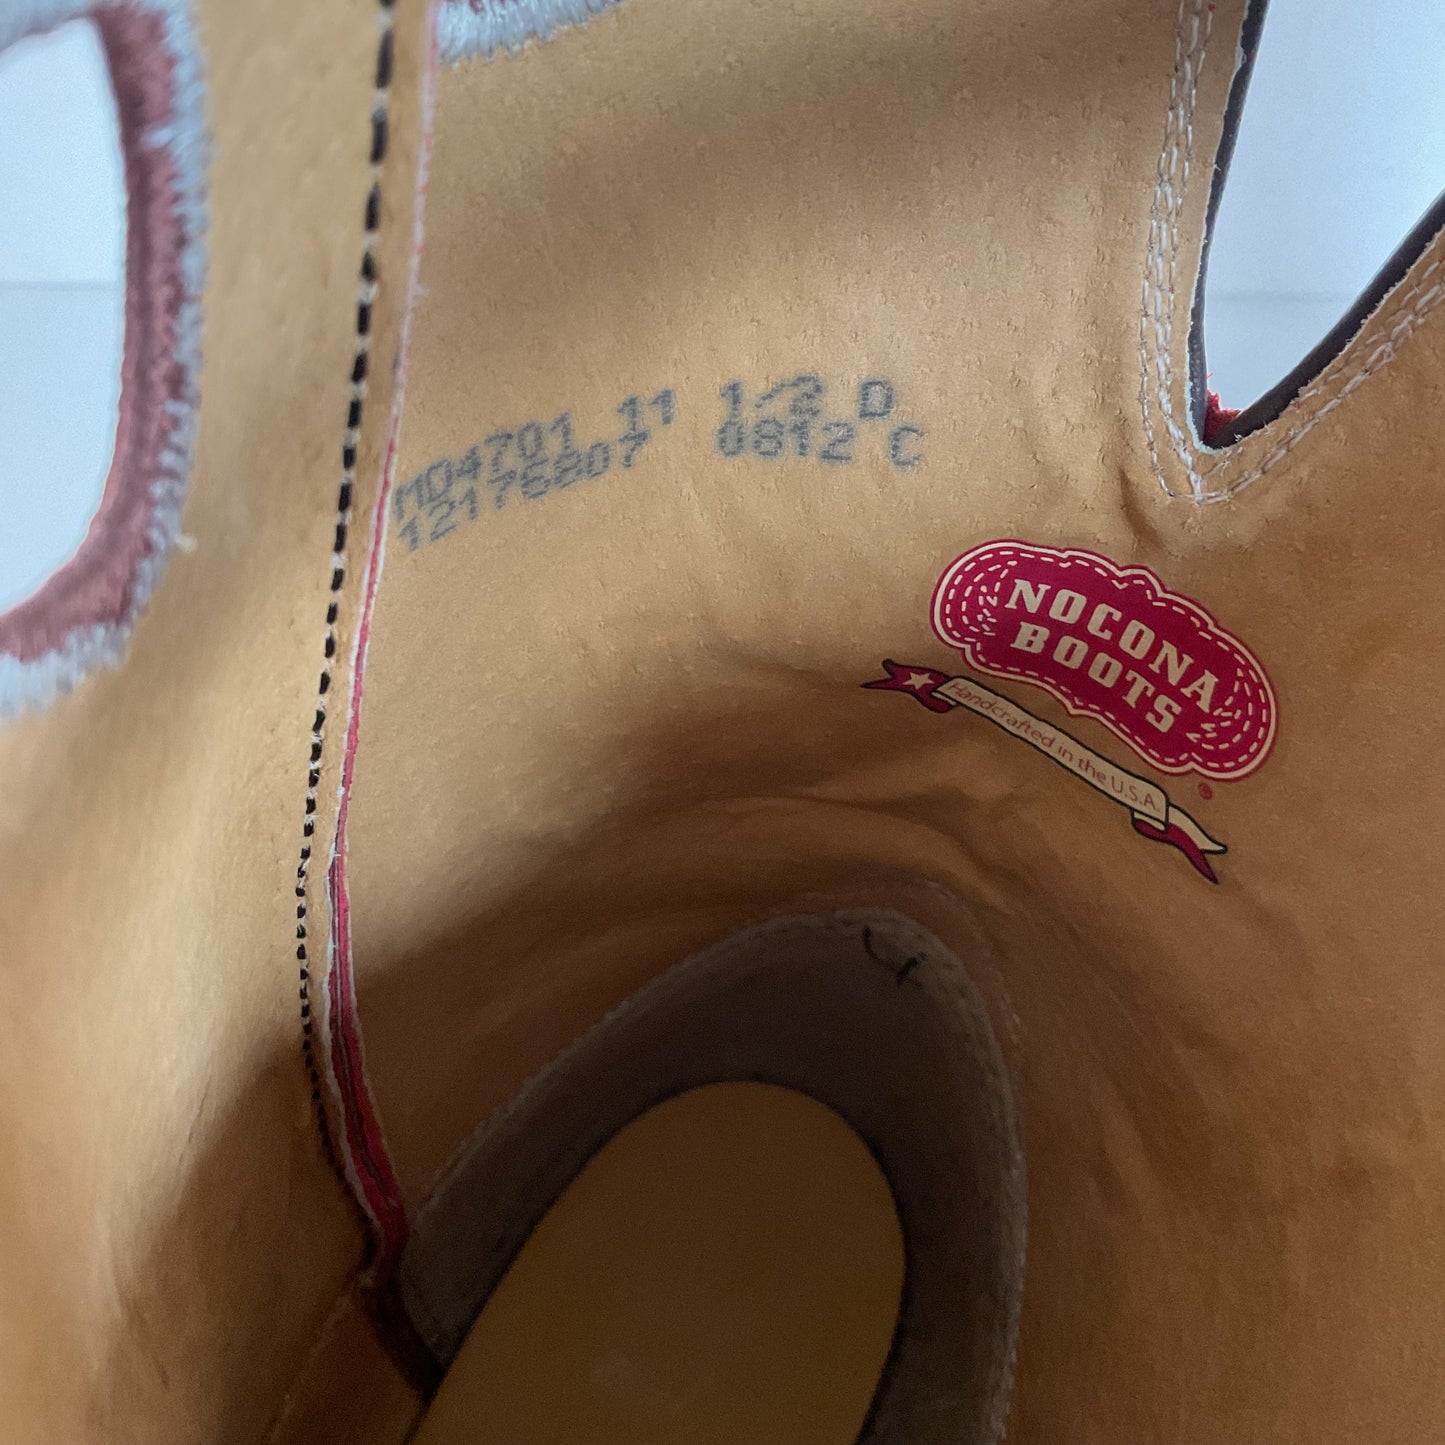 MD4701 11 1/2 D
12176807 0812 C
NOCONA
BOOTS
Handcrafted in the U.S.A.